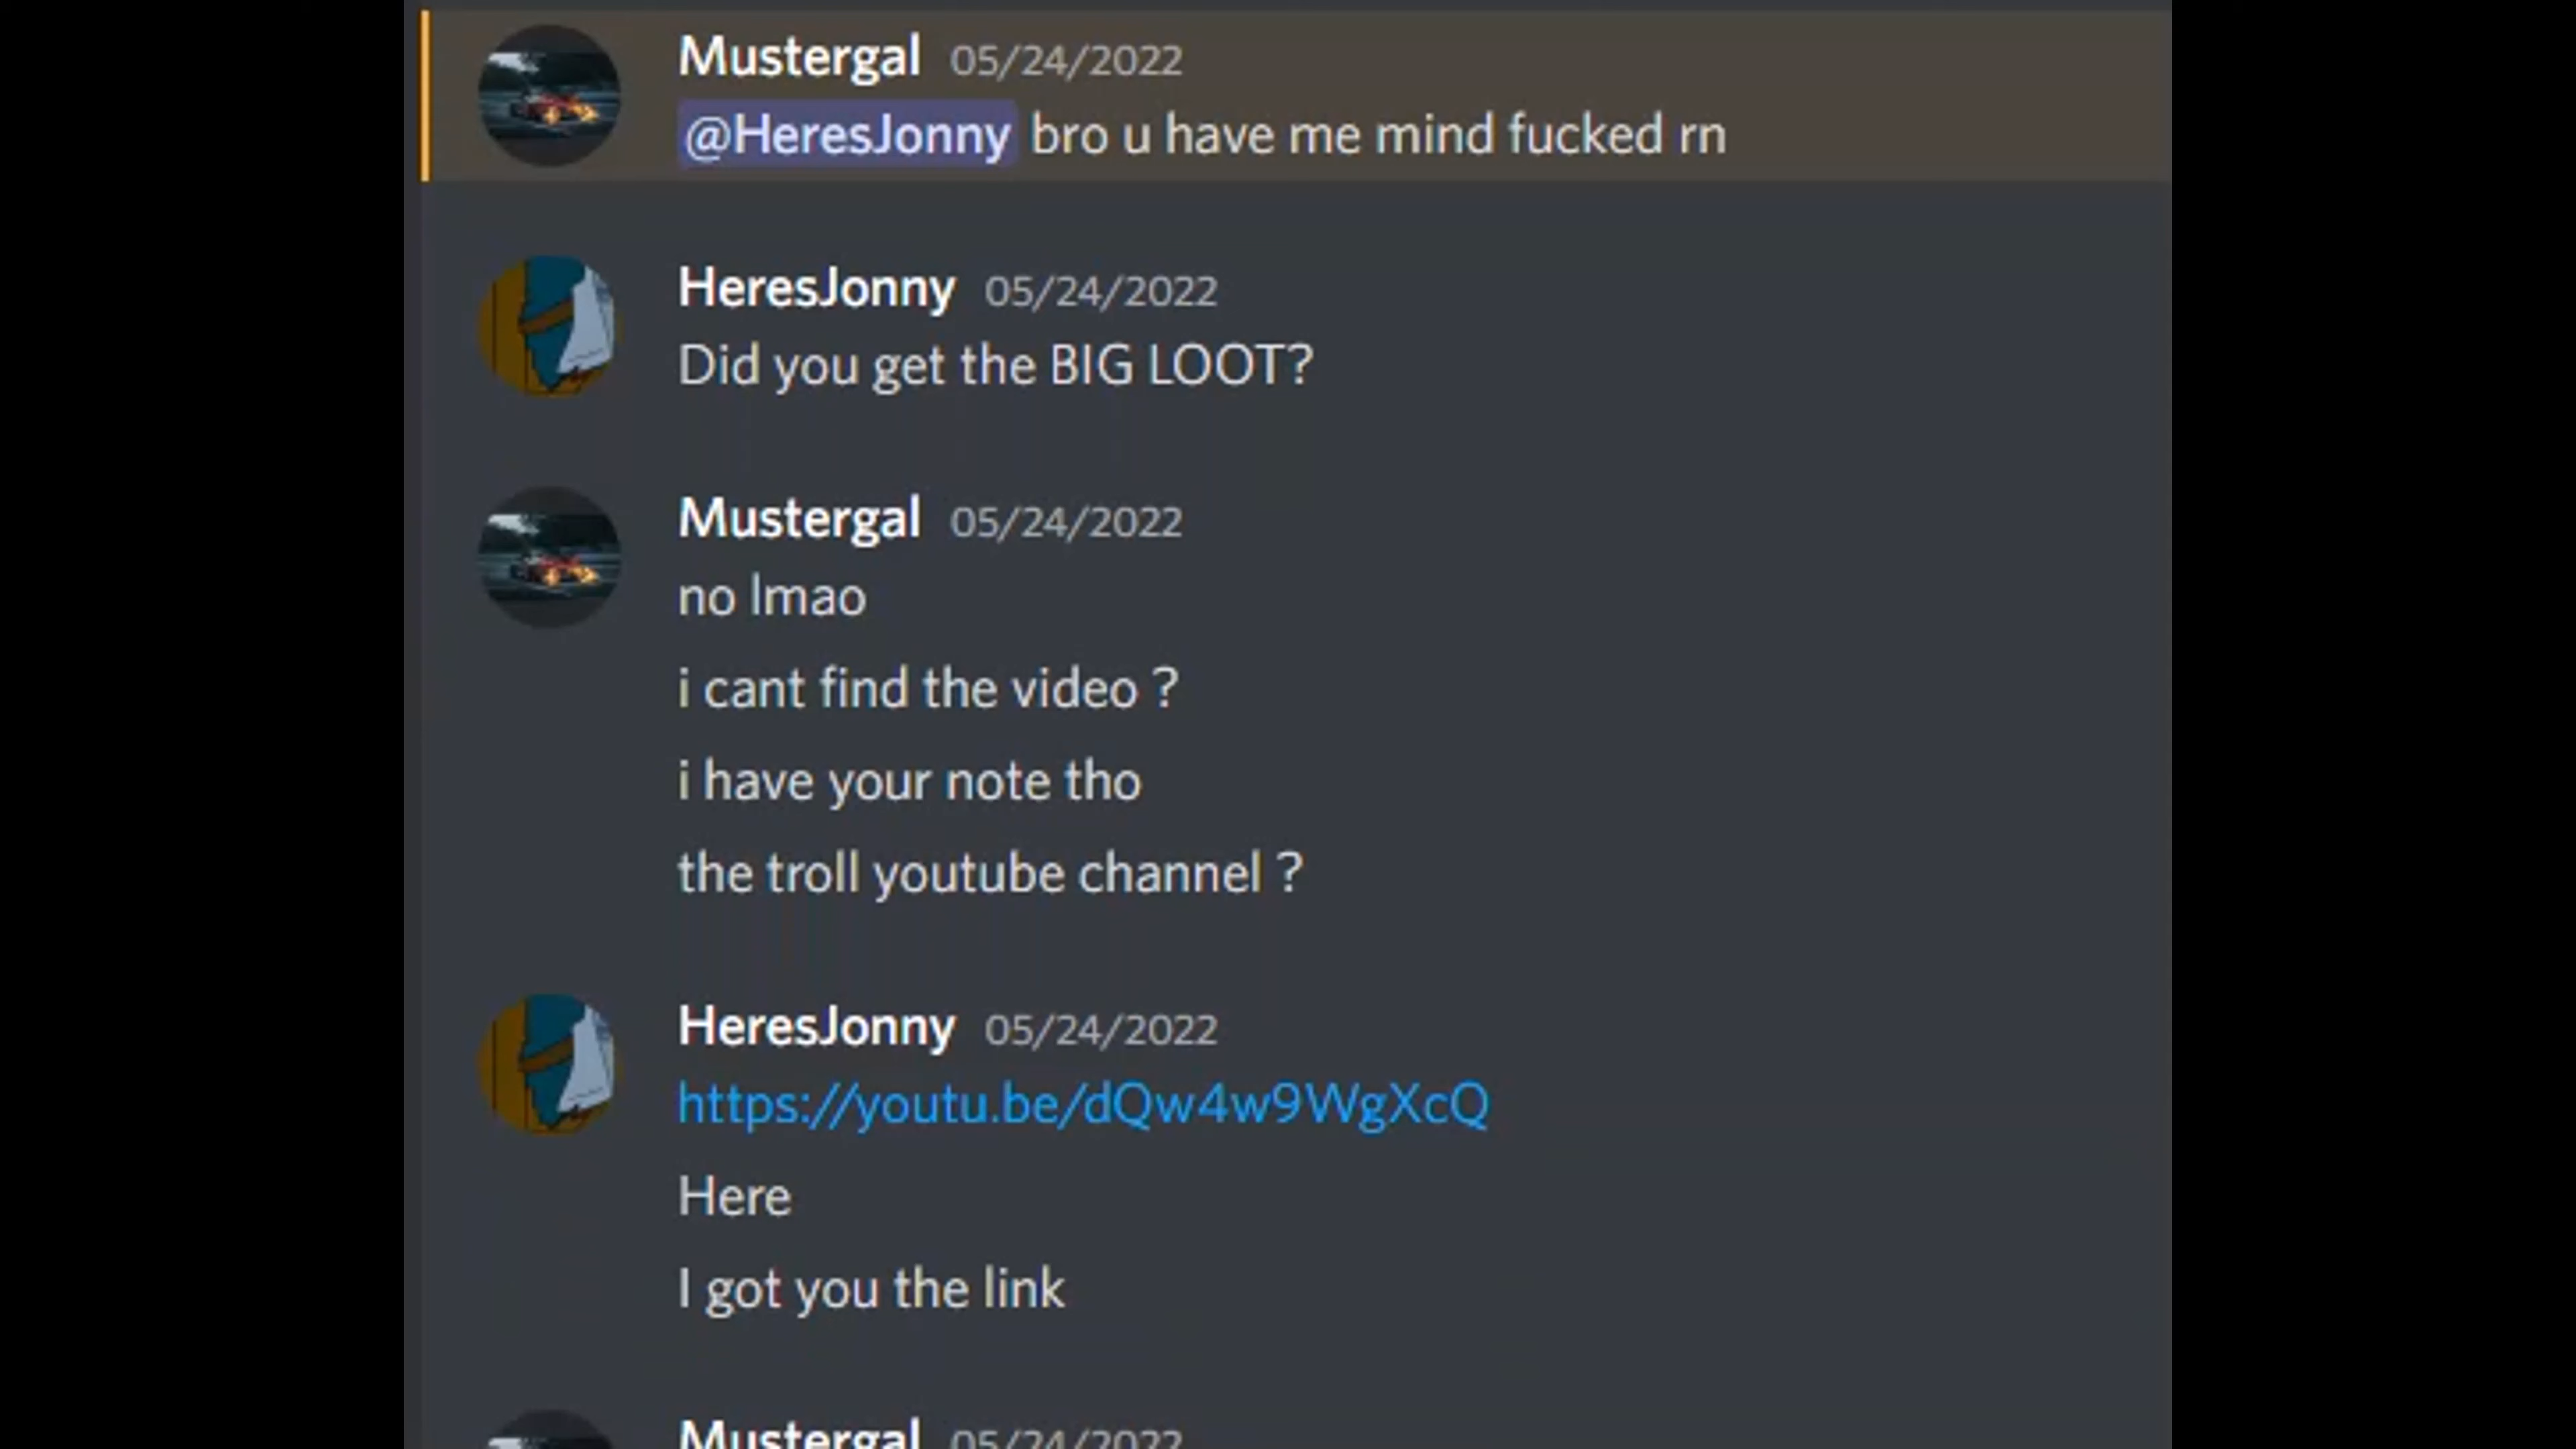 Mustergal 05/24/2022
@HeresJonny bro u have me mind fucked rn
HeresJonny 05/24/2022
Did you get the BIG LOOT?
Mustergal 05/24/2022
no lmao
i cant find the video ?
i have your note tho
the troll youtube channel ?
HeresJonny 05/24/2022
https://youtu.be/dQw4w9WgXcQ
Here
I got you the link
Mustergal 05/24/2022